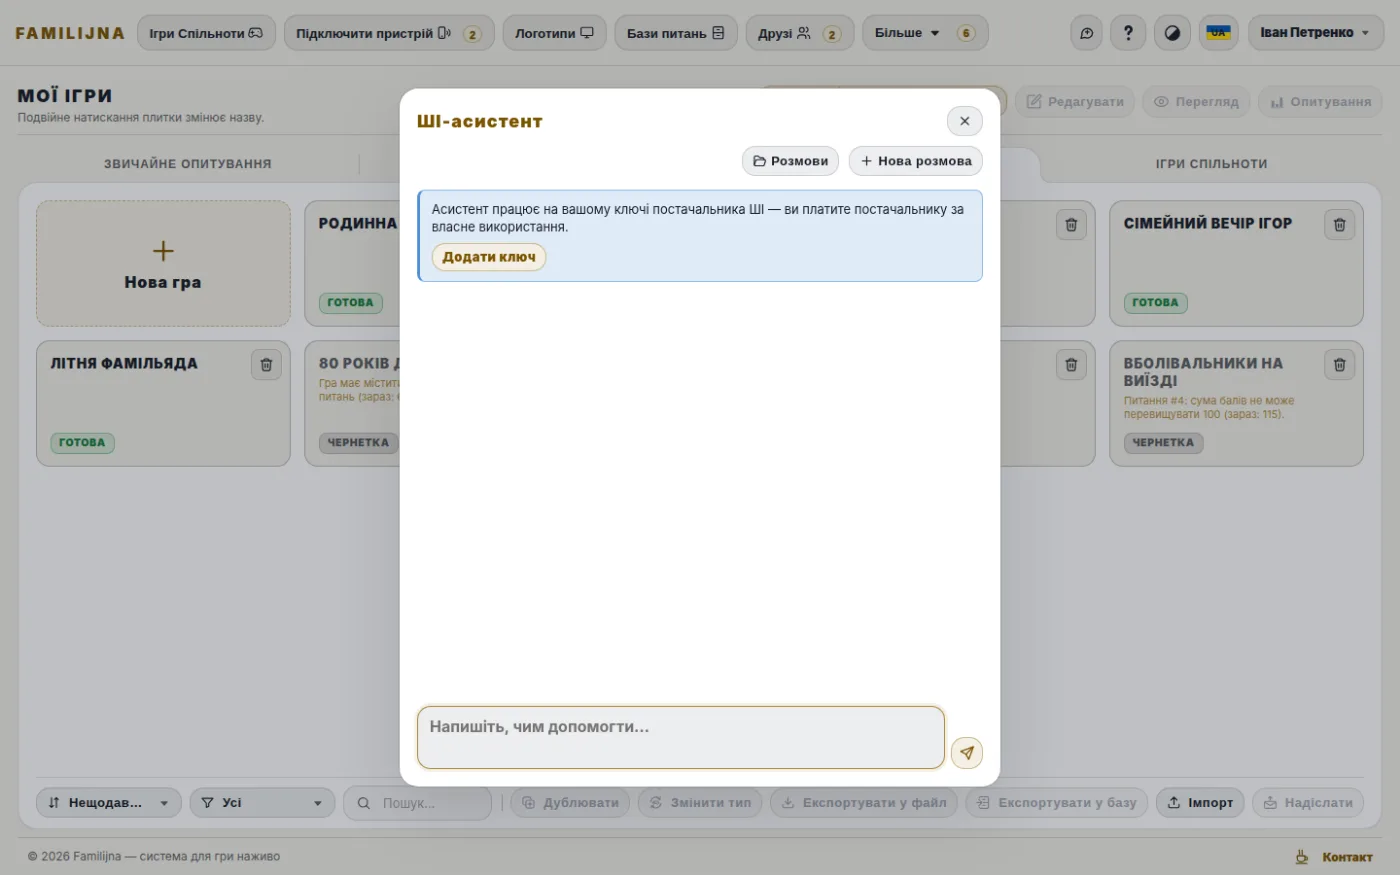 FAMILIJNA
Ігри Спільноти
Підключити пристрій 2
Логотипи
Бази питань
Друзі 2
Більше 6
?
UA
Іван Петренко
МОЇ ІГРИ
Подвійне натискання плитки змінює назву.
Редагувати
Перегляд
Опитування
ЗВИЧАЙНЕ ОПИТУВАННЯ
ІГРИ СПІЛЬНОТИ
Нова гра
РОДИННА
ГОТОВА
СІМЕЙНИЙ ВЕЧІР ІГОР
ГОТОВА
ЛІТНЯ ФАМІЛЬЯДА
ГОТОВА
80 РОКІВ
Гра має містити
питань (зараз:
ЧЕРНЕТКА
ВБОЛІВАЛЬНИКИ НА
ВИЇЗДІ
Питання #4: сума балів не може
перевищувати 100 (зараз: 115).
ЧЕРНЕТКА
ШІ-асистент
Розмови
Нова розмова
Асистент працює на вашому ключі постачальника ШІ — ви платите постачальнику за
власне використання.
Додати ключ
Напишіть, чим допомогти...
Нещодав...
Усі
Пошук...
Дублювати
Змінити тип
Експортувати у файл
Експортувати у базу
Імпорт
Надіслати
© 2026 Familijna — система для гри наживо
Контакт